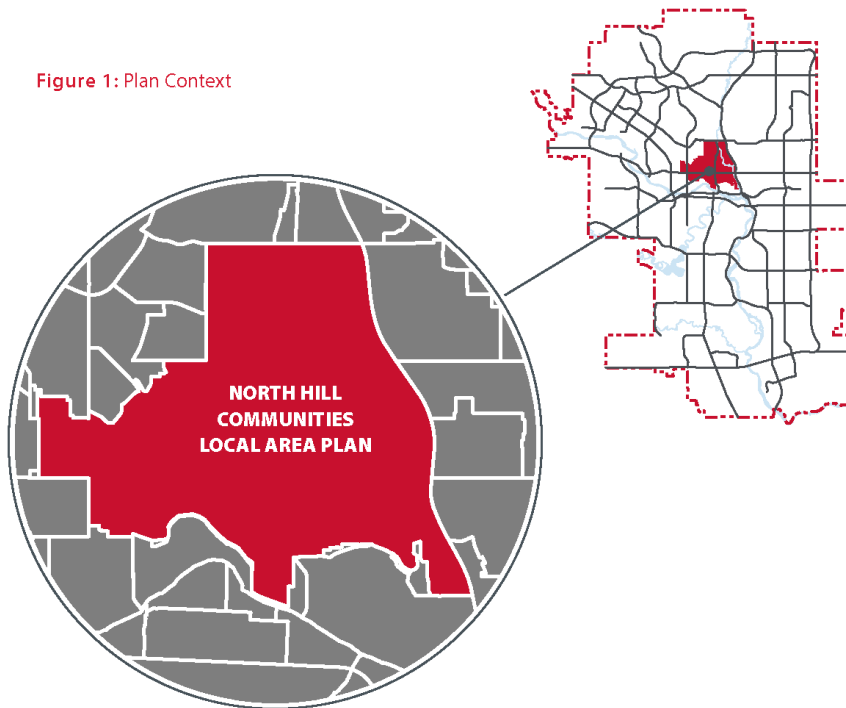 Figure 1: Plan Context
NORTH HILL
COMMUNITIES
LOCAL AREA PLAN